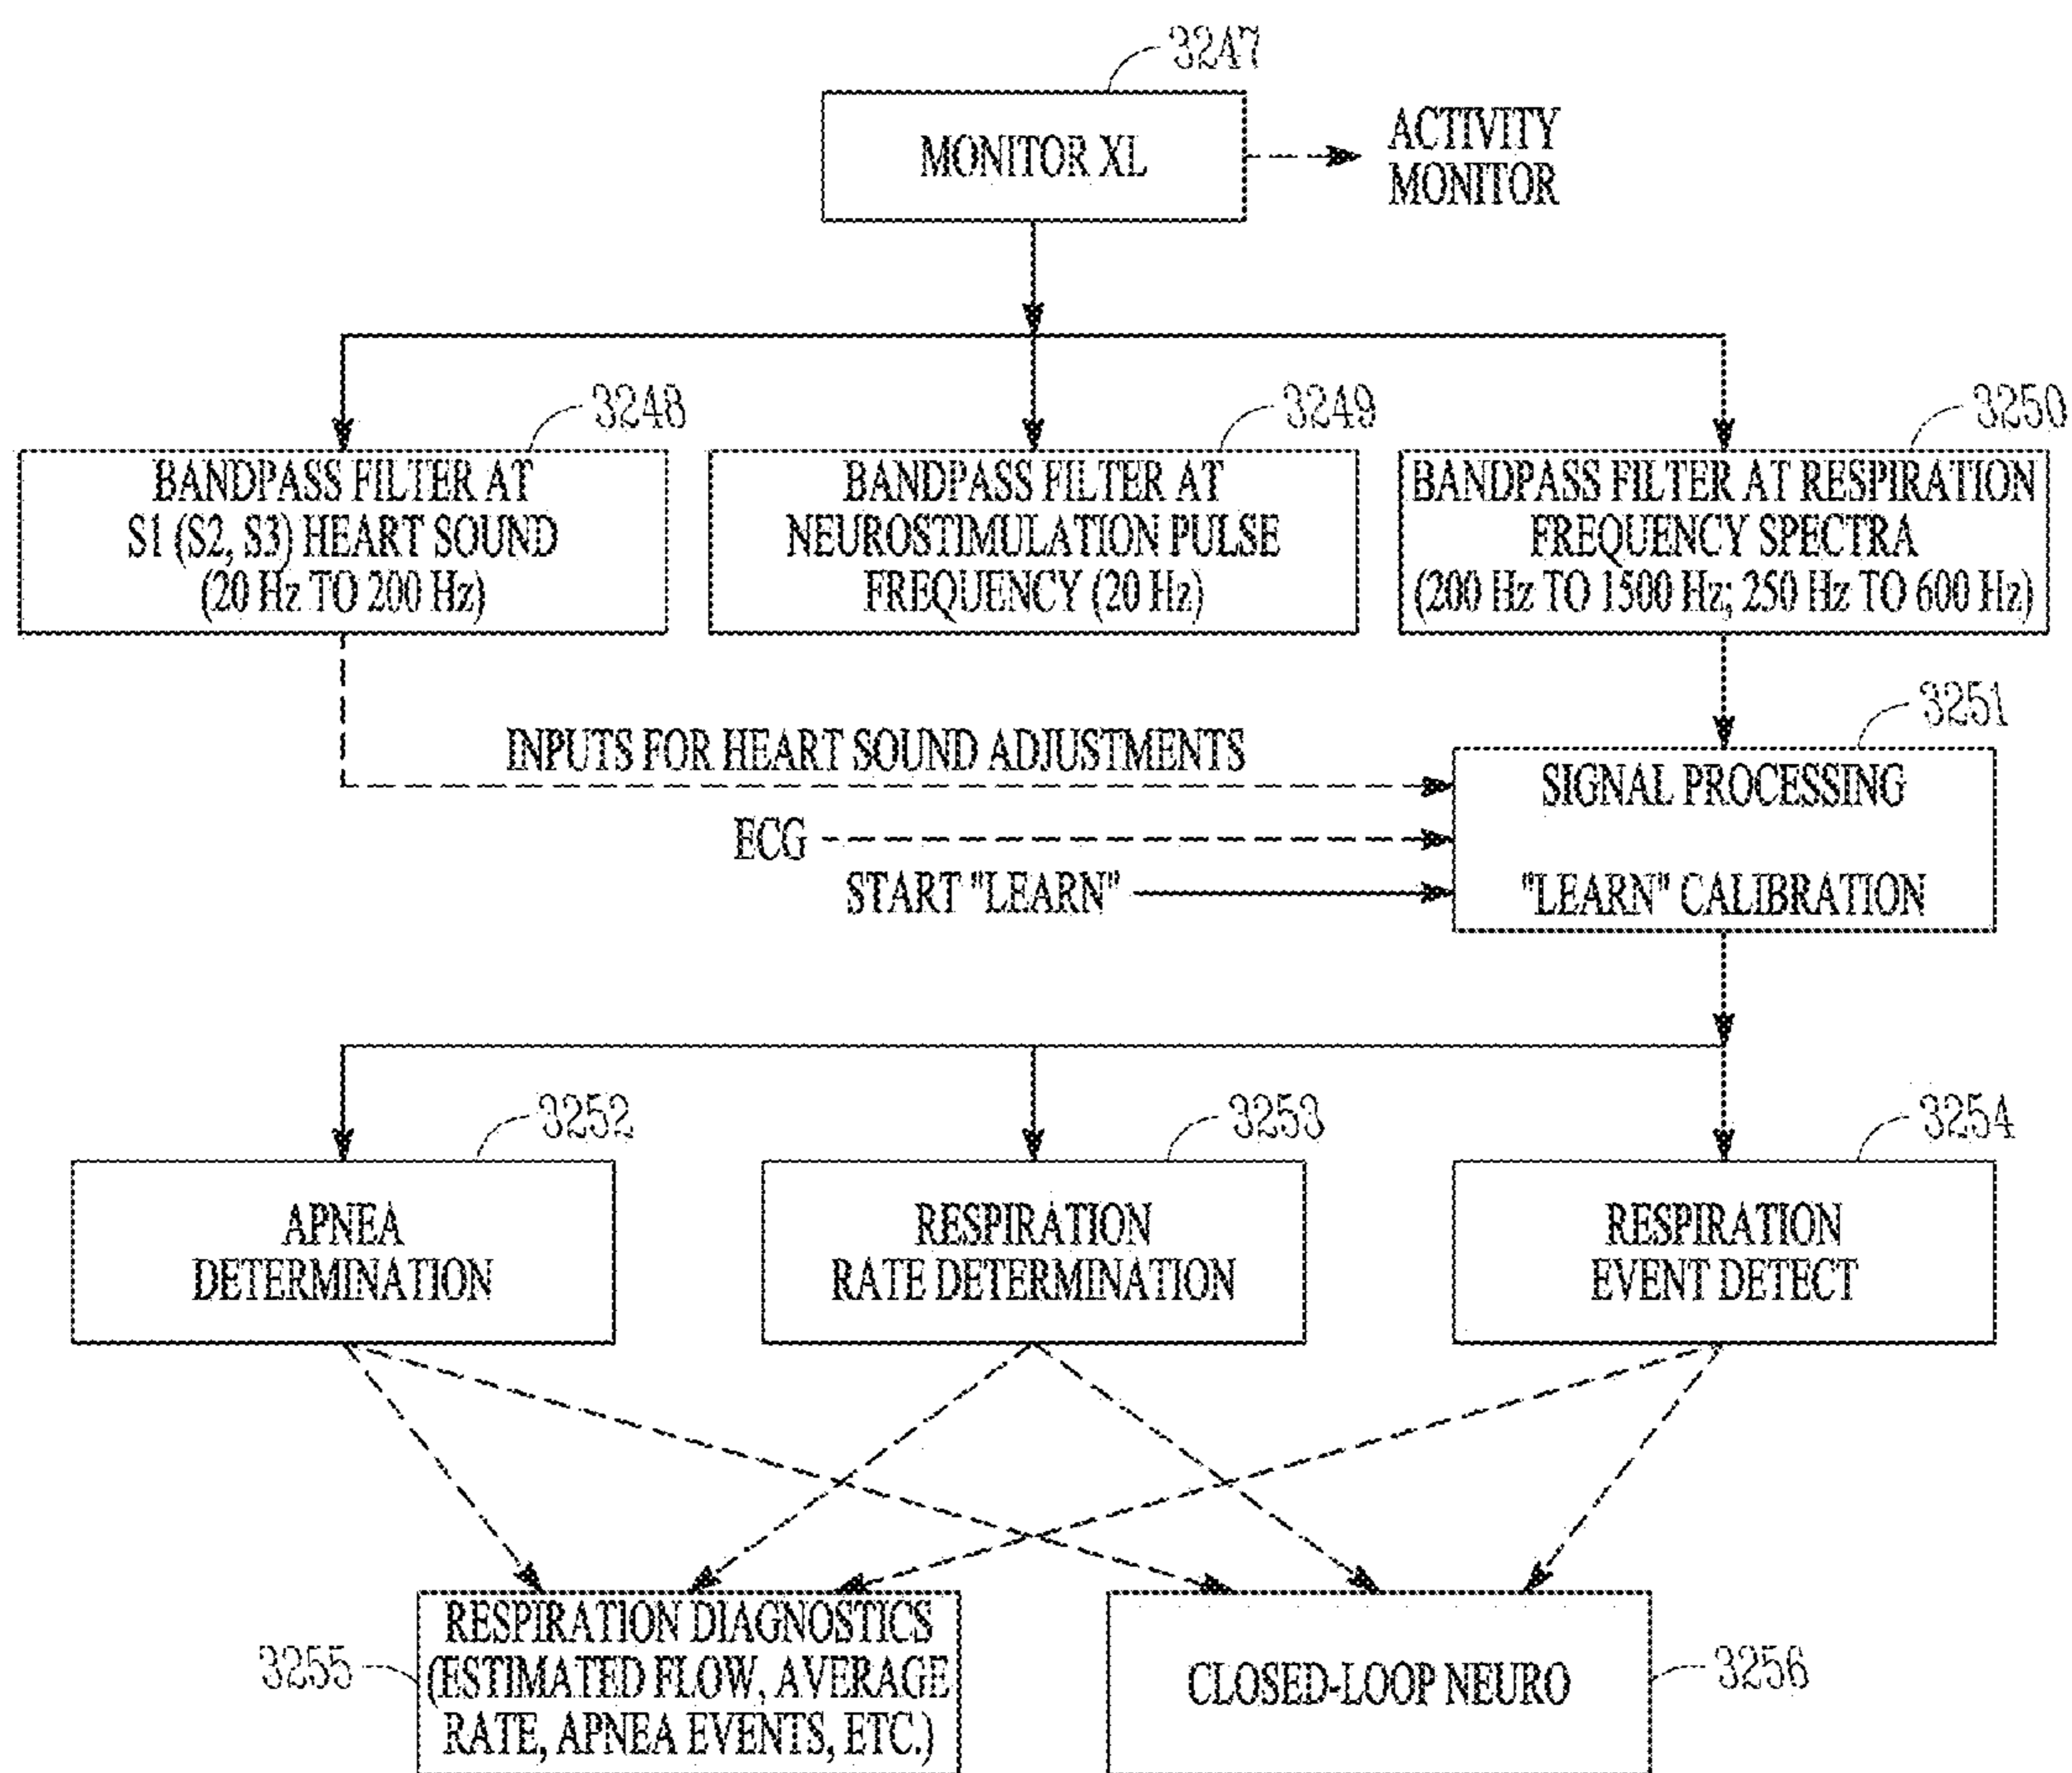 3247
MONITOR XL
ACTIVITY
MONITOR
3248
BANDPASS FILTER AT
S1 (S2, S3) HEART SOUND
(20 Hz TO 200 Hz)
3249
BANDPASS FILTER AT
NEUROSTIMULATION PULSE
FREQUENCY (20 Hz)
3250
BANDPASS FILTER AT RESPIRATION
FREQUENCY SPECTRA
(200 Hz TO 1500 Hz; 250 Hz TO 600 Hz)
INPUTS FOR HEART SOUND ADJUSTMENTS
ECG
START "LEARN"
3251
SIGNAL PROCESSING
"LEARN" CALIBRATION
3252
APNEA
DETERMINATION
3253
RESPIRATION
RATE DETERMINATION
3254
RESPIRATION
EVENT DETECT
3255
RESPIRATION DIAGNOSTICS
(ESTIMATED FLOW, AVERAGE
RATE, APNEA EVENTS, ETC.)
CLOSED-LOOP NEURO
3256